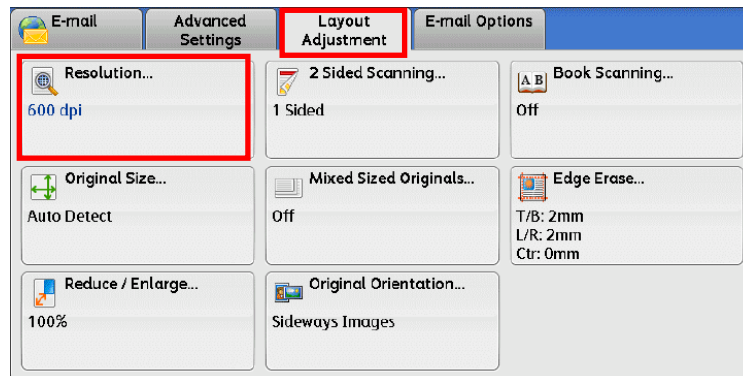 E-mail
Advanced
Settings
Layout
Adjustment
E-mail Options
Resolution...
600 dpi
2 Sided Scanning...
1 Sided
A B
Book Scanning...
Off
Original Size...
Auto Detect
Mixed Sized Originals...
Off
Edge Erase...
T/B: 2mm
L/R: 2mm
Ctr: 0mm
Reduce / Enlarge...
100%
Original Orientation...
Sideways Images